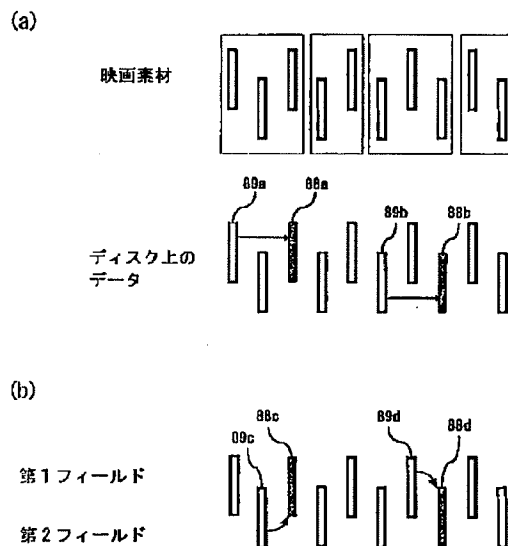 (a)
映画素材
89a 88a 89b 88b
ディスク上の
データ
(b)
88c 89d 88d
89c
第1フィールド
第2フィールド